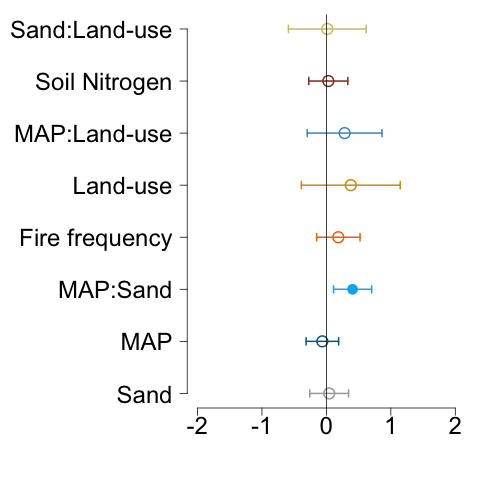 Sand:Land-use
Soil Nitrogen
MAP:Land-use
Land-use
Fire frequency
MAP:Sand
MAP
Sand
-2 -1 0 1 2